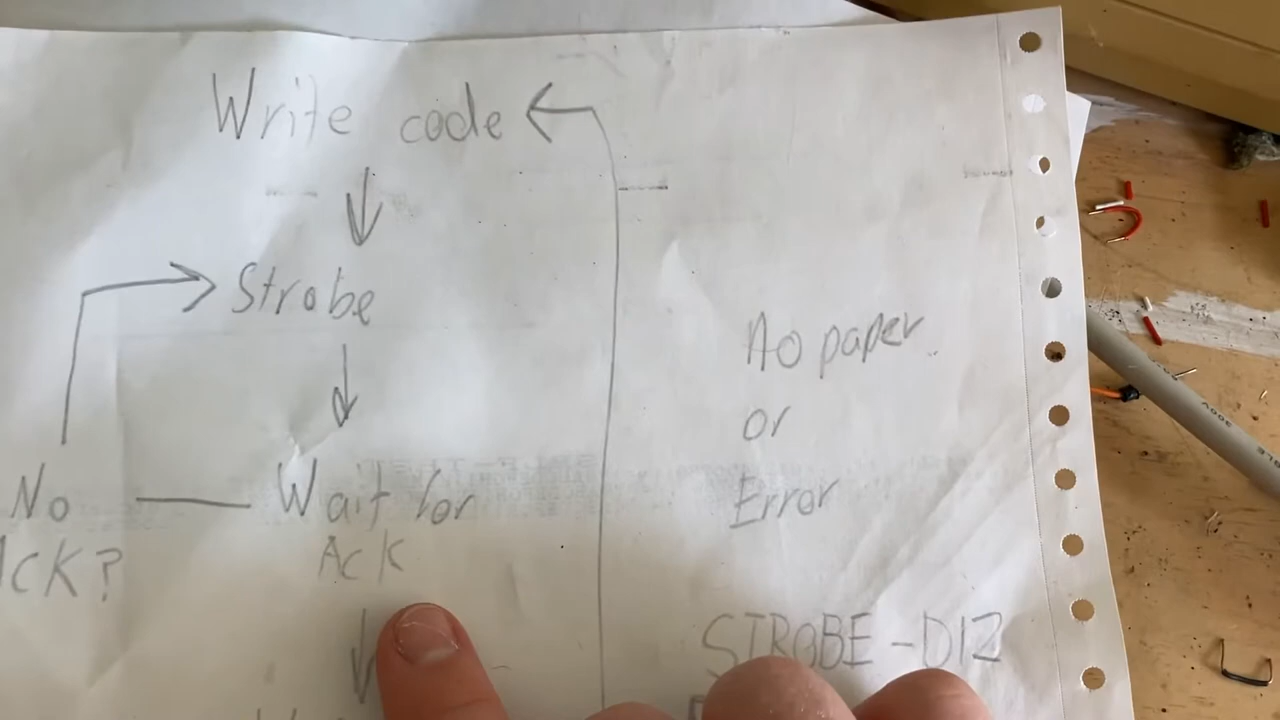 Write code
Strobe
No paper
or
Error
No
ACK?
Wait for
Ack
STROBE-D12